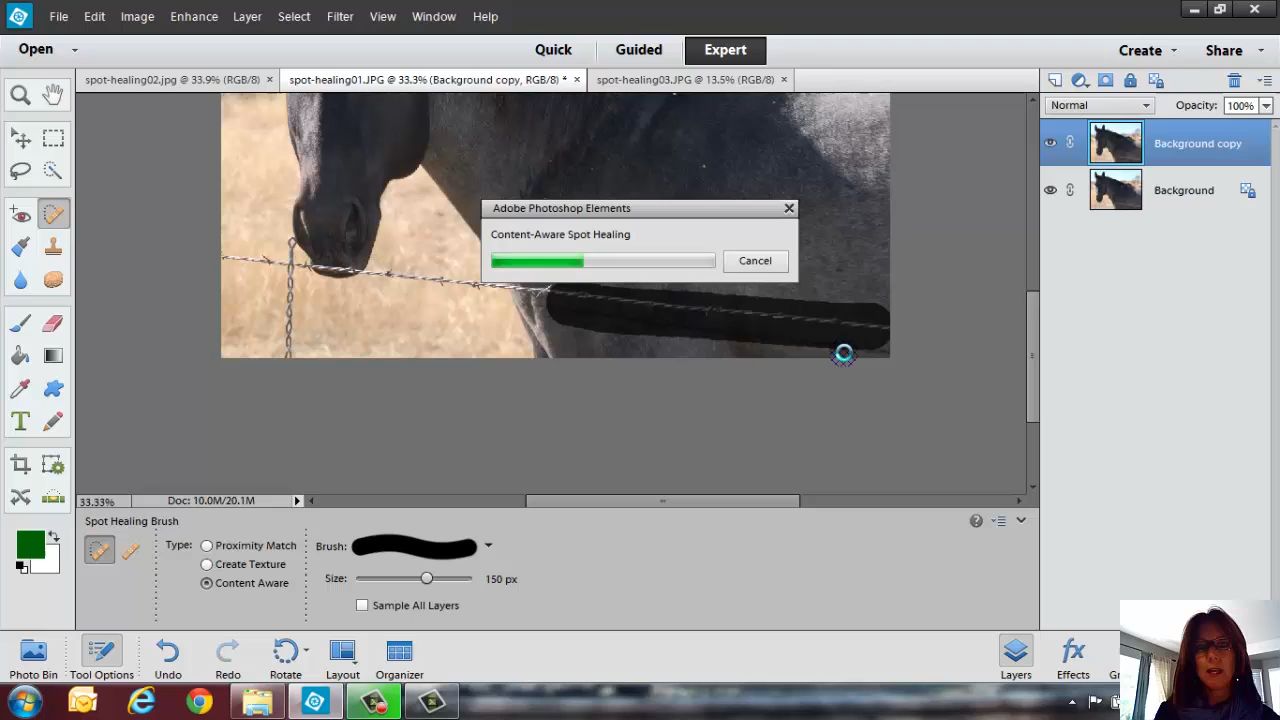 File Edit Image Enhance Layer Select Filter View Window Help
Open Quick Guided Expert Create Share
spot-healing02.jpg @ 33.9% (RGB/8) × spot-healing01.JPG @ 33.3% (Background copy, RGB/8) * × spot-healing03.JPG @ 13.5% (RGB/8) ×
Normal Opacity: 100%
Background copy
Background
Adobe Photoshop Elements
Content-Aware Spot Healing
Cancel
33.33% Doc: 10.0M/20.1M
Spot Healing Brush
Type: Proximity Match
Create Texture
Content Aware
Brush:
Size: 150 px
Sample All Layers
Photo Bin Tool Options Undo Redo Rotate Layout Organizer Layers Effects Gr